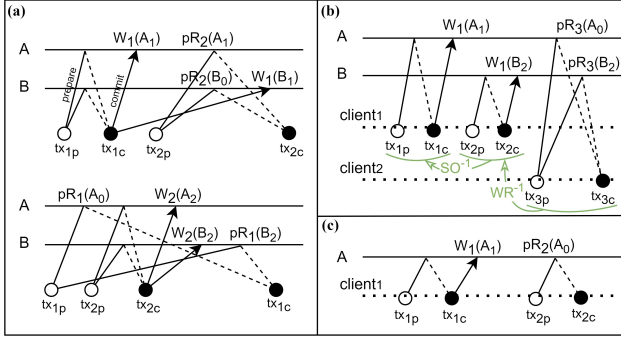 (a)
W₁(A₁) pR₂(A₁)
A
prepare commit
pR₂(B₀) W₁(B₁)
B
tx₁ₚ tx₁c tx₂ₚ tx₂c
pR₁(A₀) W₂(A₂)
A
W₂(B₂) pR₁(B₂)
B
tx₁ₚ tx₂ₚ tx₂c tx₁c
(b)
W₁(A₁) pR₃(A₀)
A
W₁(B₂) pR₃(B₂)
B
client₁
tx₁ₚ tx₁c tx₂ₚ tx₂c
SO⁻¹
client₂
WR⁻¹
tx₃ₚ tx₃c
(c)
W₁(A₁) pR₂(A₀)
A
client₁
tx₁ₚ tx₁c tx₂ₚ tx₂c